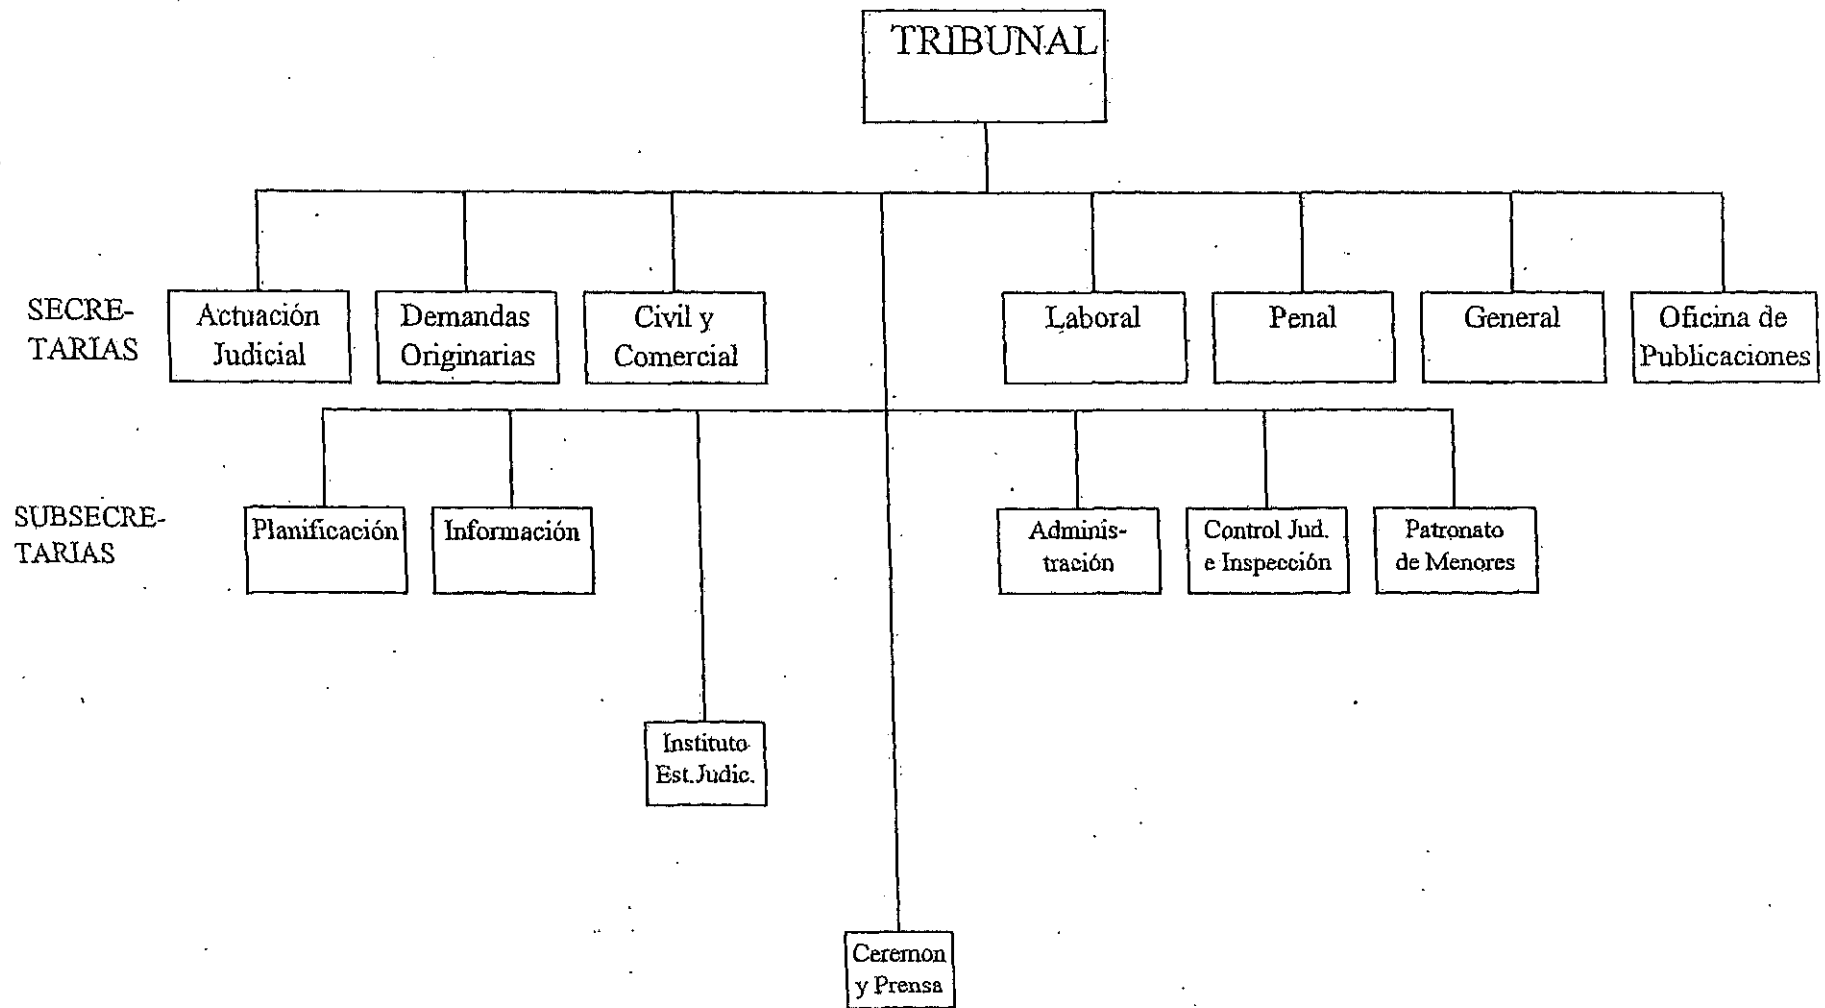 TRIBUNAL
SECRE-
TARIAS
Actuación
Judicial
Demandas
Originarias
Civil y
Comercial
Laboral
Penal
General
Oficina de
Publicaciones
SUBSECRE-
TARIAS
Planificación
Información
Adminis-
tración
Control Jud.
e Inspección
Patronato
de Menores
Instituto
Est.Judic.
Ceremon
y Prensa